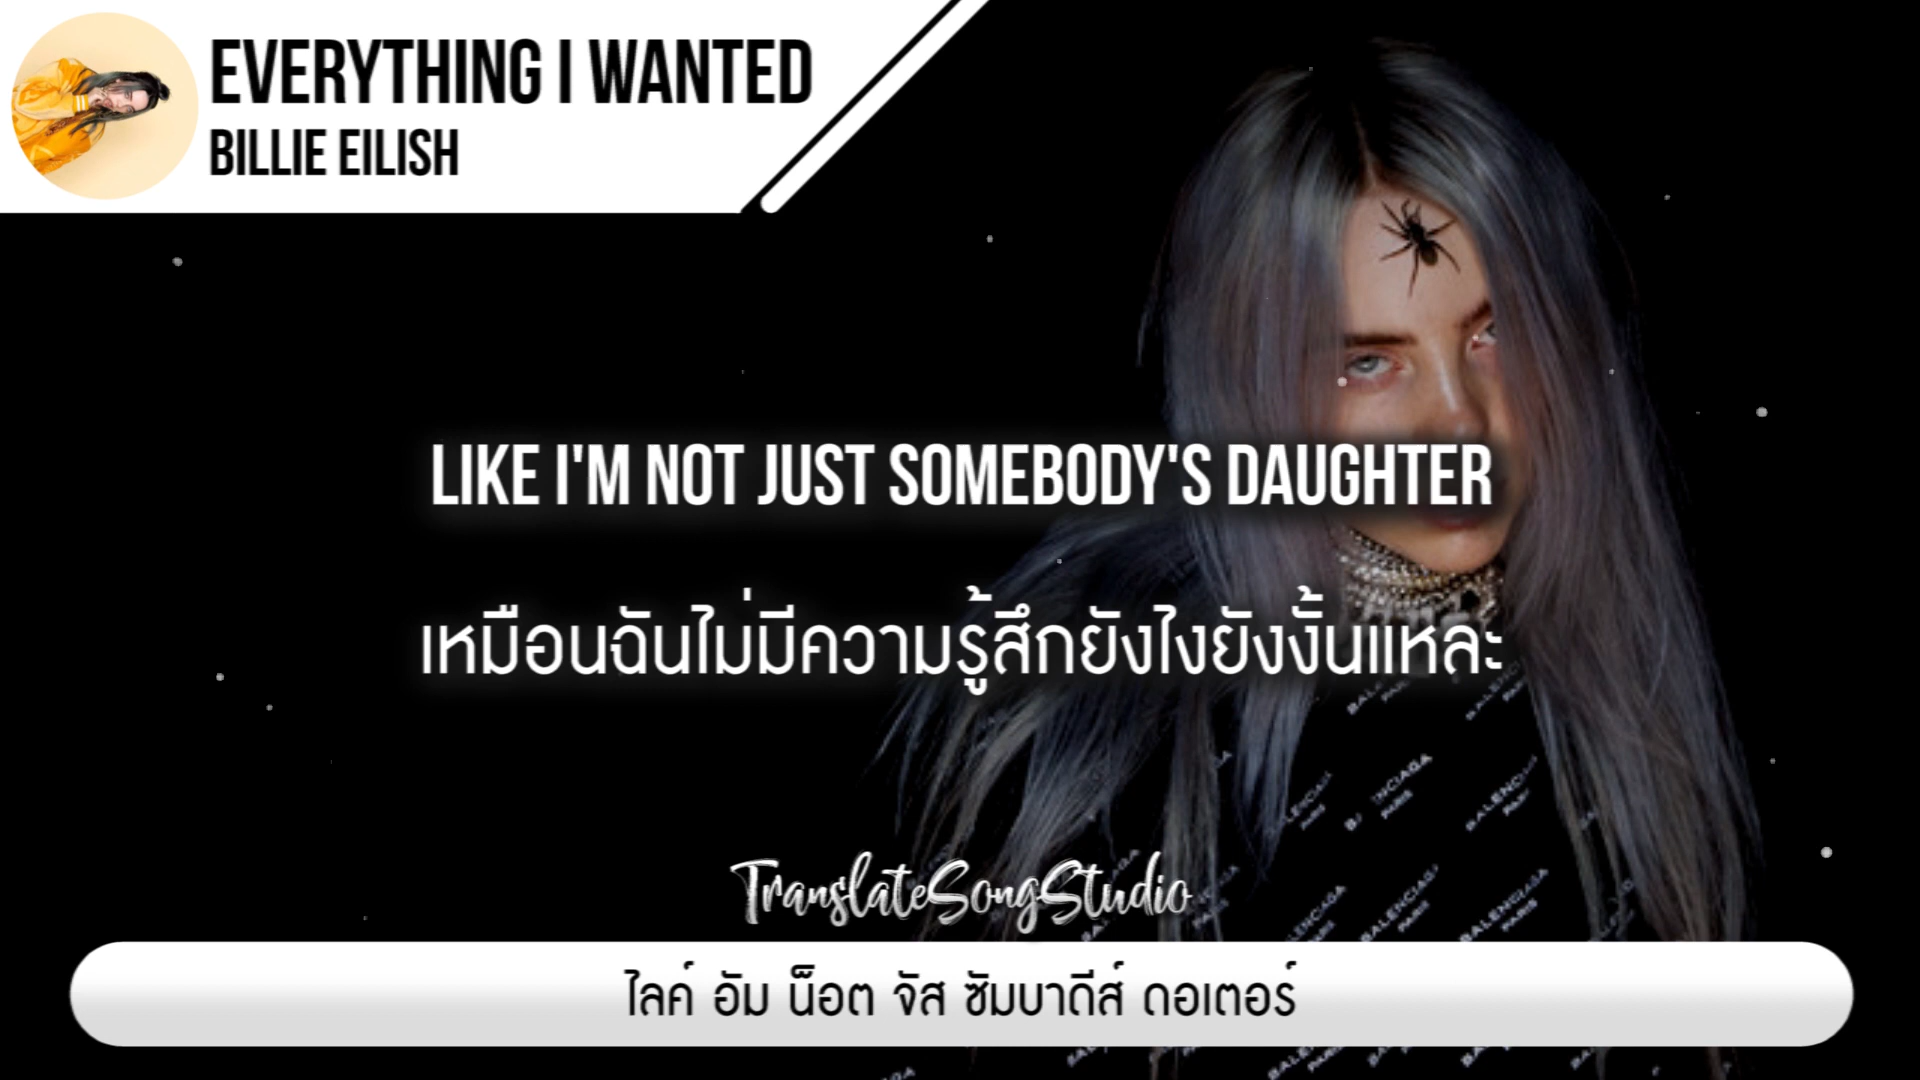 EVERYTHING I WANTED
BILLIE EILISH
LIKE I'M NOT JUST SOMEBODY'S DAUGHTER
เหมือนฉันไม่มีความรู้สึกยังไงยังงั้นแหละ
BALENCIAGA
PARIS
TranslateSongStudio
ไลค์ อัม น็อต จัส ซัมบาดีส์ ดอเตอร์